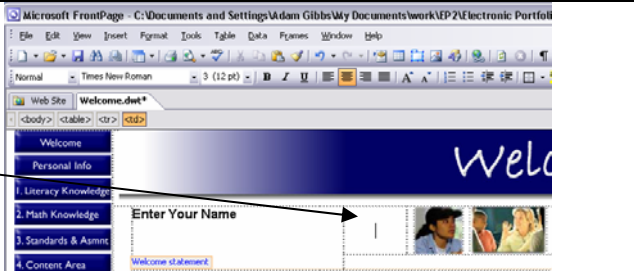 Microsoft FrontPage - C:\Documents and Settings\Adam Gibbs\My Documents\work\EP2\Electronic Portfoli
File Edit View Insert Format Tools Table Data Frames Window Help
Normal Times New Roman 3 (12 pt) B I U A A
Web Site Welcome.dwt*
<body> <table> <tr> <td>
Welcome
Personal Info
1. Literacy Knowledge
2. Math Knowledge
3. Standards & Asmnt
4. Content Area
Welc
Enter Your Name
Welcome statement